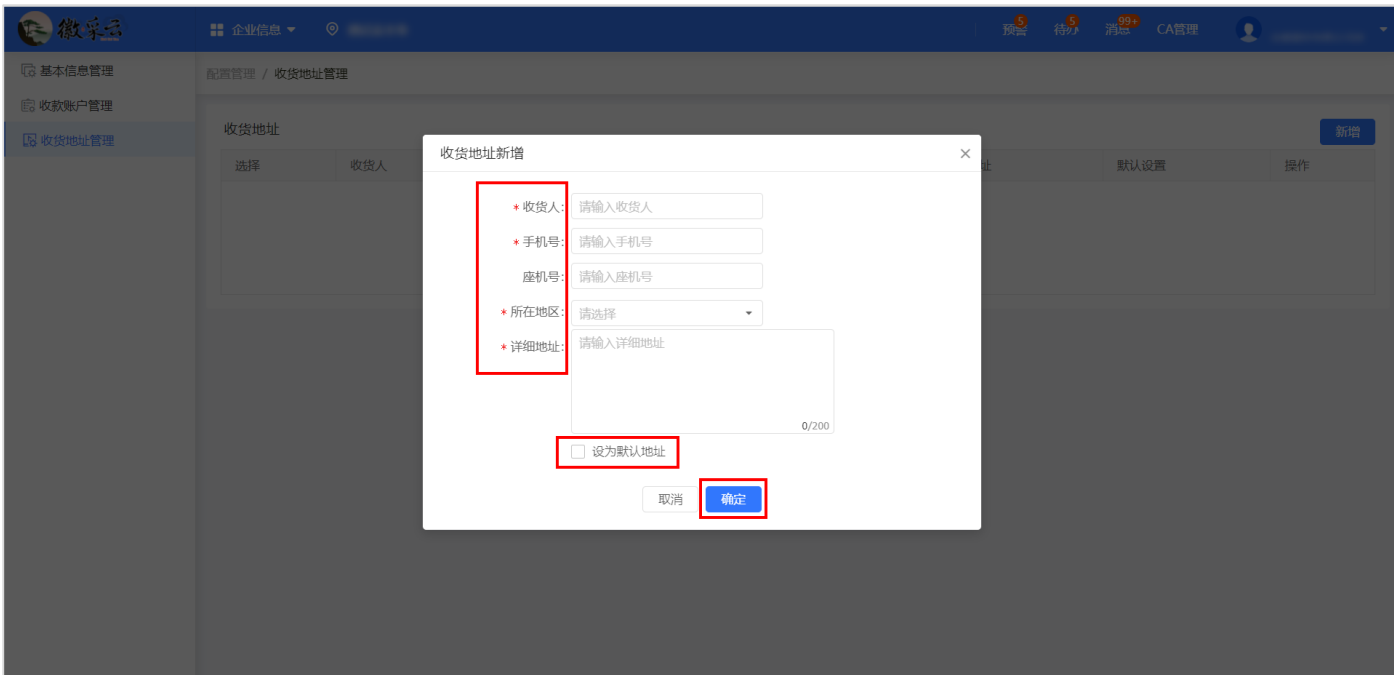 徽采云 企业信息 预警 5 待办 5 消息 99+ CA管理
基本信息管理
收款账户管理
收货地址管理
配置管理 / 收货地址管理
收货地址 新增
选择 收货人 址 默认设置 操作
收货地址新增
* 收货人: 请输入收货人
* 手机号: 请输入手机号
座机号: 请输入座机号
* 所在地区: 请选择
* 详细地址: 请输入详细地址
0/200
设为默认地址
取消 确定